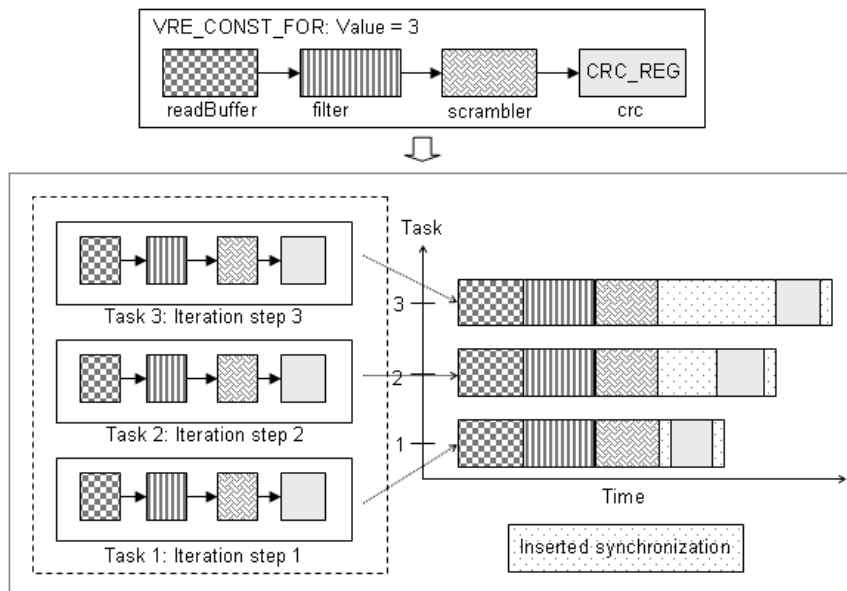 VRE_CONST_FOR: Value = 3
CRC_REG
readBuffer filter scrambler crc
Task 3: Iteration step 3
Task 2: Iteration step 2
Task 1: Iteration step 1
Task
3
2
1
Time
Inserted synchronization